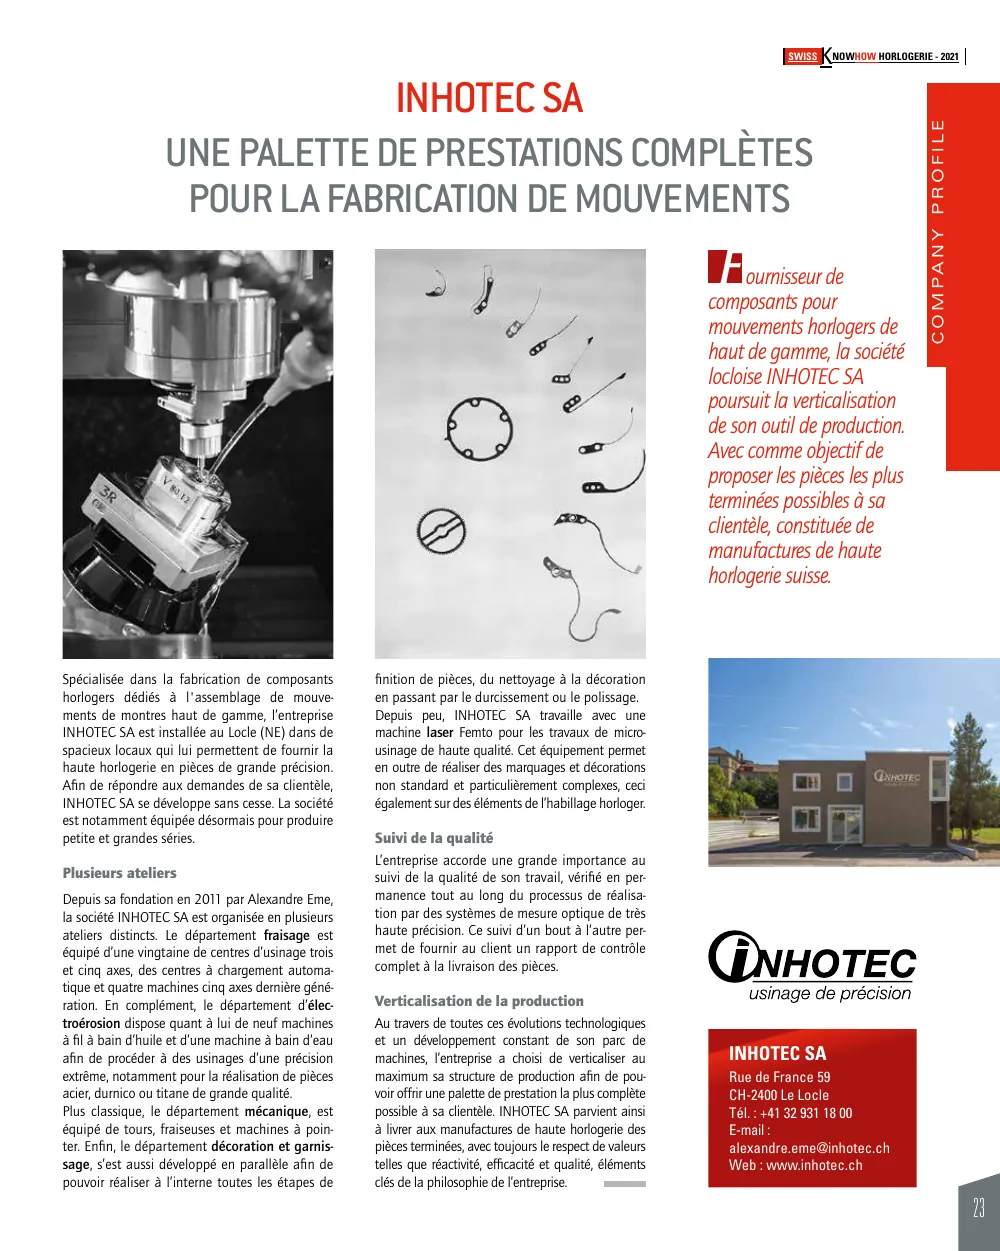 SWISS KNOWHOW HORLOGERIE - 2021
INHOTEC SA
UNE PALETTE DE PRESTATIONS COMPLÈTES
POUR LA FABRICATION DE MOUVEMENTS
COMPANY PROFILE
3R
V 80.12
Fournisseur de
composants pour
mouvements horlogers de
haut de gamme, la société
locloise INHOTEC SA
poursuit la verticalisation
de son outil de production.
Avec comme objectif de
proposer les pièces les plus
terminées possibles à sa
clientèle, constituée de
manufactures de haute
horlogerie suisse.
Spécialisée dans la fabrication de composants
horlogers dédiés à l'assemblage de mouve-
ments de montres haut de gamme, l'entreprise
INHOTEC SA est installée au Locle (NE) dans de
spacieux locaux qui lui permettent de fournir la
haute horlogerie en pièces de grande précision.
Afin de répondre aux demandes de sa clientèle,
INHOTEC SA se développe sans cesse. La société
est notamment équipée désormais pour produire
petite et grandes séries.
Plusieurs ateliers
Depuis sa fondation en 2011 par Alexandre Eme,
la société INHOTEC SA est organisée en plusieurs
ateliers distincts. Le département fraisage est
équipé d'une vingtaine de centres d'usinage trois
et cinq axes, des centres à chargement automa-
tique et quatre machines cinq axes dernière géné-
ration. En complément, le département d'élec-
troérosion dispose quant à lui de neuf machines
à fil à bain d'huile et d'une machine à bain d'eau
afin de procéder à des usinages d'une précision
extrême, notamment pour la réalisation de pièces
acier, durnico ou titane de grande qualité.
Plus classique, le département mécanique, est
équipé de tours, fraiseuses et machines à poin-
ter. Enfin, le département décoration et garnis-
sage, s'est aussi développé en parallèle afin de
pouvoir réaliser à l'interne toutes les étapes de
finition de pièces, du nettoyage à la décoration
en passant par le durcissement ou le polissage.
Depuis peu, INHOTEC SA travaille avec une
machine laser Femto pour les travaux de micro-
usinage de haute qualité. Cet équipement permet
en outre de réaliser des marquages et décorations
non standard et particulièrement complexes, ceci
également sur des éléments de l'habillage horloger.
Suivi de la qualité
L'entreprise accorde une grande importance au
suivi de la qualité de son travail, vérifié en per-
manence tout au long du processus de réalisa-
tion par des systèmes de mesure optique de très
haute précision. Ce suivi d'un bout à l'autre per-
met de fournir au client un rapport de contrôle
complet à la livraison des pièces.
Verticalisation de la production
Au travers de toutes ces évolutions technologiques
et un développement constant de son parc de
machines, l'entreprise a choisi de verticaliser au
maximum sa structure de production afin de pou-
voir offrir une palette de prestation la plus complète
possible à sa clientèle. INHOTEC SA parvient ainsi
à livrer aux manufactures de haute horlogerie des
pièces terminées, avec toujours le respect de valeurs
telles que réactivité, efficacité et qualité, éléments
clés de la philosophie de l'entreprise.
INHOTEC
INHOTEC
usinage de précision
INHOTEC SA
Rue de France 59
CH-2400 Le Locle
Tél. : +41 32 931 18 00
E-mail :
alexandre.eme@inhotec.ch
Web : www.inhotec.ch
23